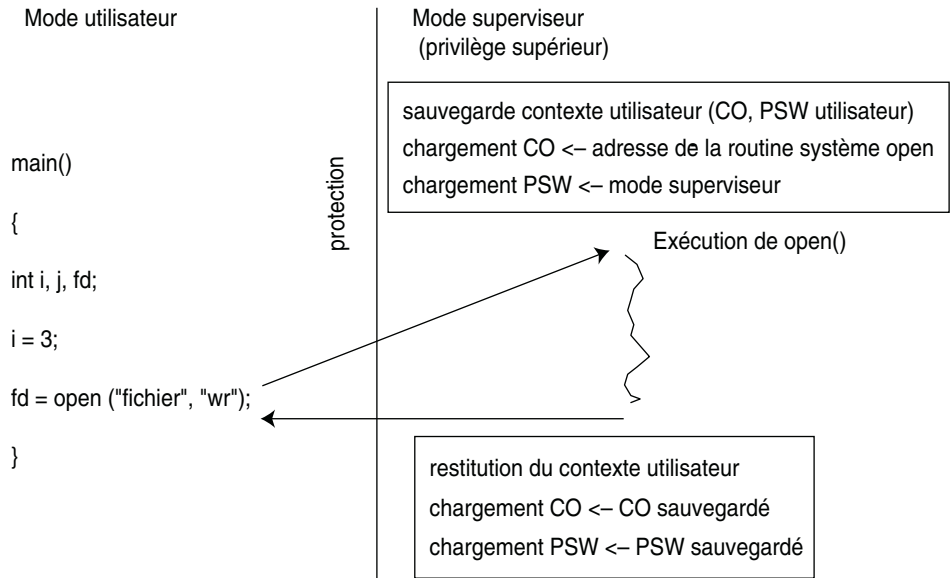 Mode utilisateur
Mode superviseur
(privilège supérieur)
sauvegarde contexte utilisateur (CO, PSW utilisateur)
chargement CO <– adresse de la routine système open
chargement PSW <– mode superviseur
protection
main()
{
int i, j, fd;
i = 3;
fd = open ("fichier", "wr");
}
Exécution de open()
restitution du contexte utilisateur
chargement CO <– CO sauvegardé
chargement PSW <– PSW sauvegardé